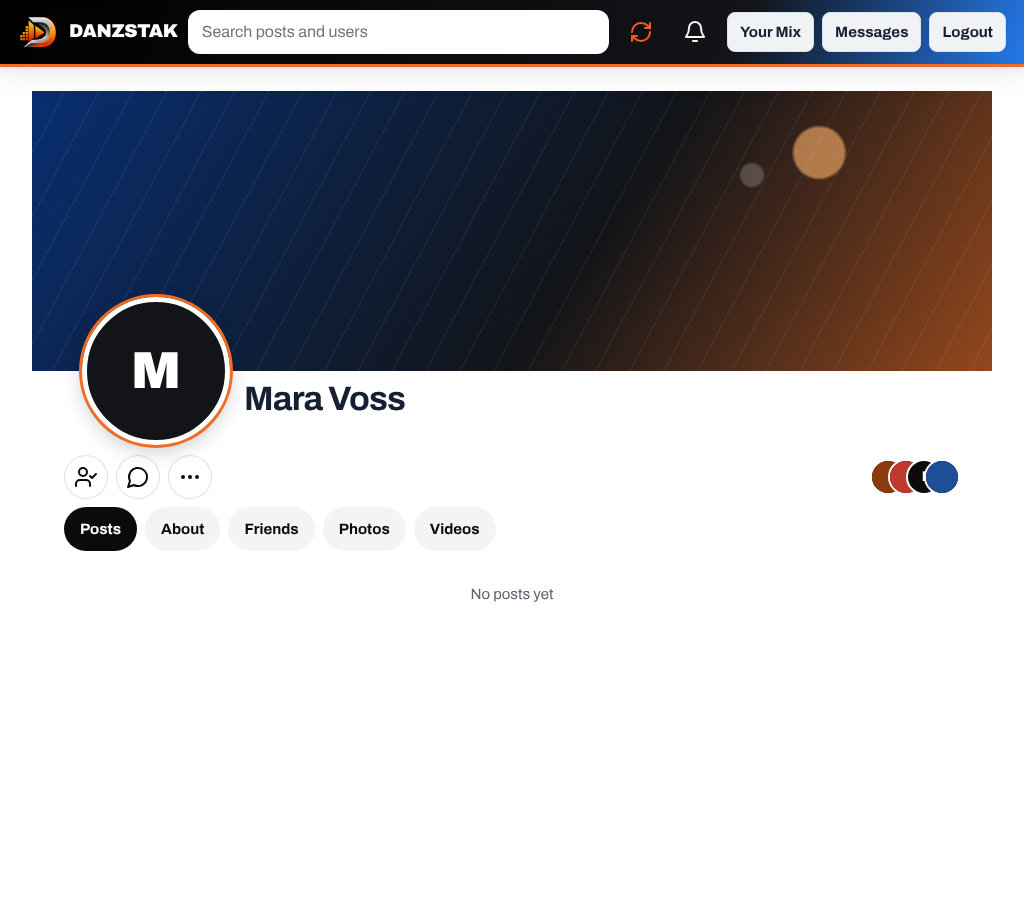 DANZSTAK
Search posts and users
Your Mix
Messages
Logout
M
Mara Voss
Posts
About
Friends
Photos
Videos
No posts yet